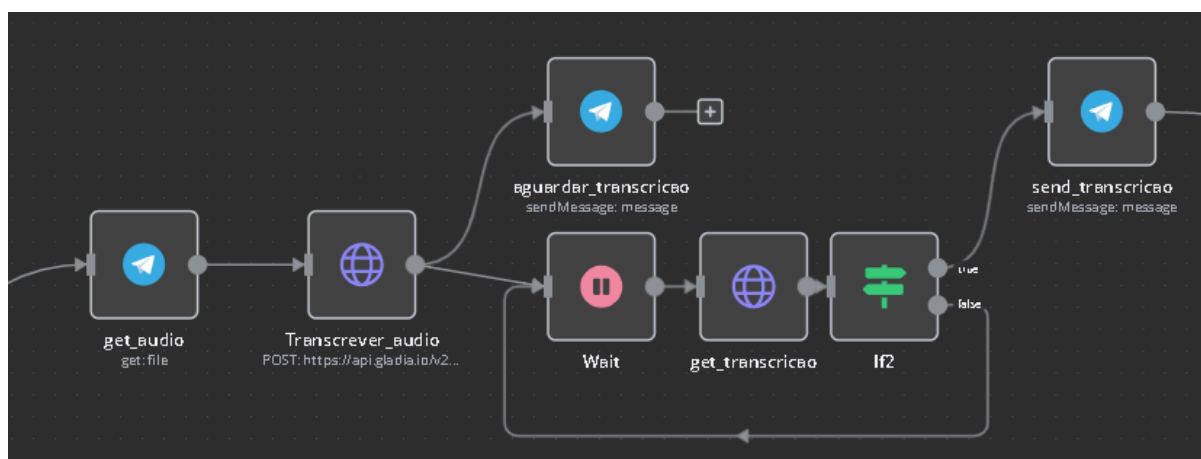 aguardar_transcricao
sendMessage: message
send_transcricao
sendMessage: message
get_audio
get: file
Transcrever_audio
POST: https://api.gladia.io/v2...
Wait
get_transcricao
If2
true
false